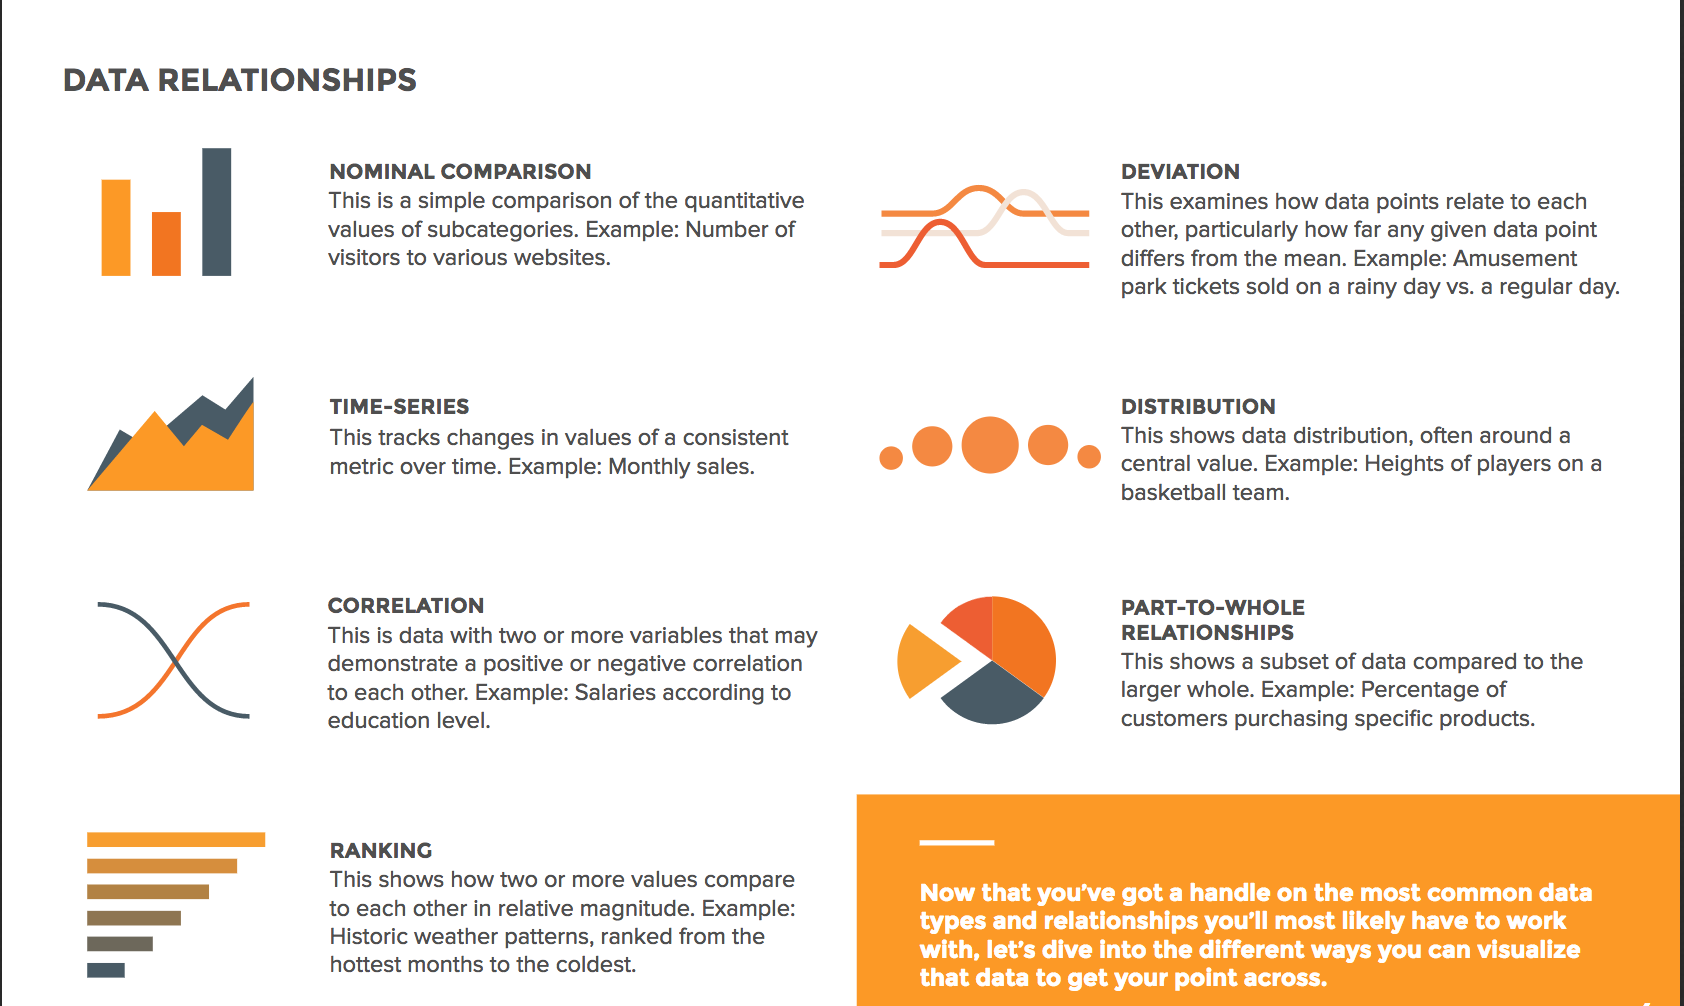 DATA RELATIONSHIPS
NOMINAL COMPARISON
This is a simple comparison of the quantitative
values of subcategories. Example: Number of
visitors to various websites.
TIME-SERIES
This tracks changes in values of a consistent
metric over time. Example: Monthly sales.
CORRELATION
This is data with two or more variables that may
demonstrate a positive or negative correlation
to each other. Example: Salaries according to
education level.
RANKING
This shows how two or more values compare
to each other in relative magnitude. Example:
Historic weather patterns, ranked from the
hottest months to the coldest.
DEVIATION
This examines how data points relate to each
other, particularly how far any given data point
differs from the mean. Example: Amusement
park tickets sold on a rainy day vs. a regular day.
DISTRIBUTION
This shows data distribution, often around a
central value. Example: Heights of players on a
basketball team.
PART-TO-WHOLE
RELATIONSHIPS
This shows a subset of data compared to the
larger whole. Example: Percentage of
customers purchasing specific products.
Now that you’ve got a handle on the most common data
types and relationships you’ll most likely have to work
with, let’s dive into the different ways you can visualize
that data to get your point across.